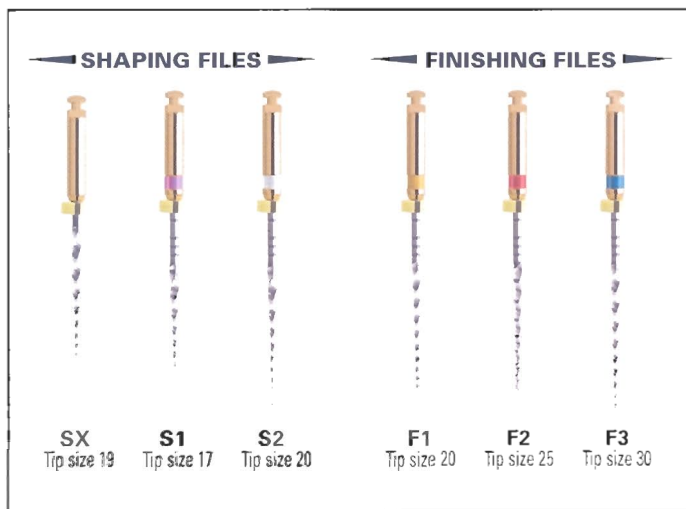 SHAPING FILES
FINISHING FILES
SX
Tip size 19
S1
Tip size 17
S2
Tip size 20
F1
Tip size 20
F2
Tip size 25
F3
Tip size 30